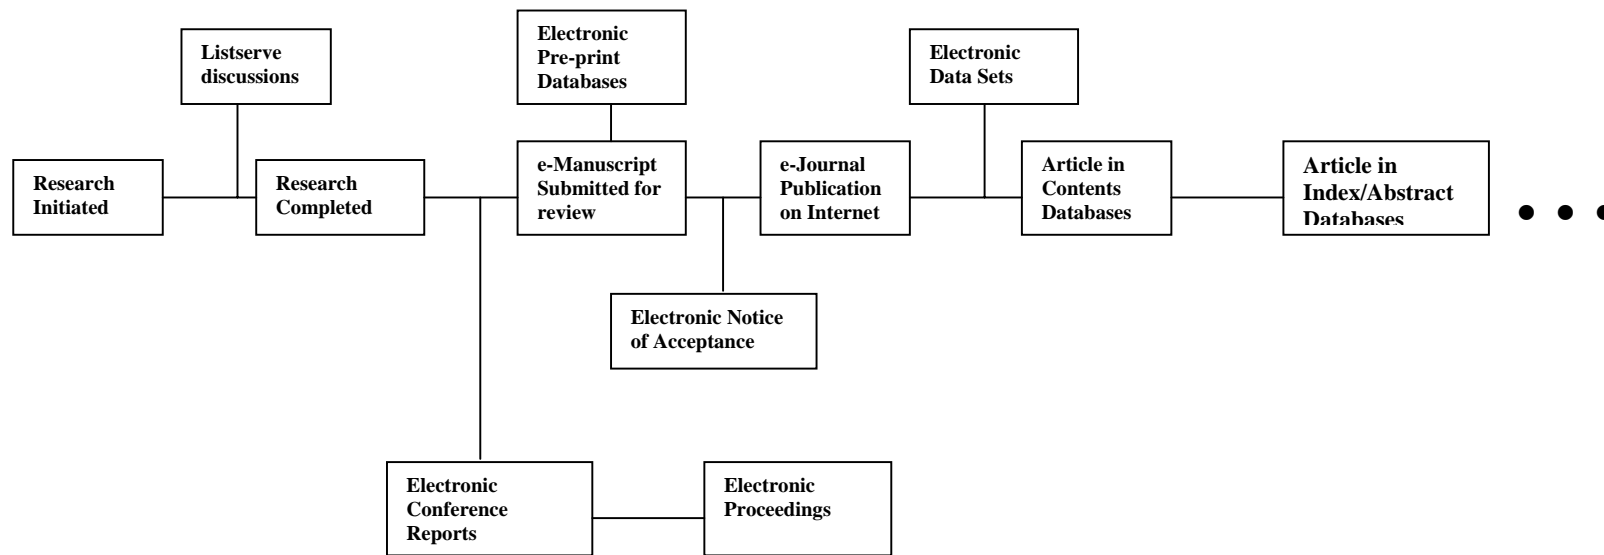 Listserve
discussions
Electronic
Pre-print
Databases
Electronic
Data Sets
Research
Initiated
Research
Completed
e-Manuscript
Submitted for
review
e-Journal
Publication
on Internet
Article in
Contents
Databases
Article in
Index/Abstract
Databases
Electronic Notice
of Acceptance
Electronic
Conference
Reports
Electronic
Proceedings